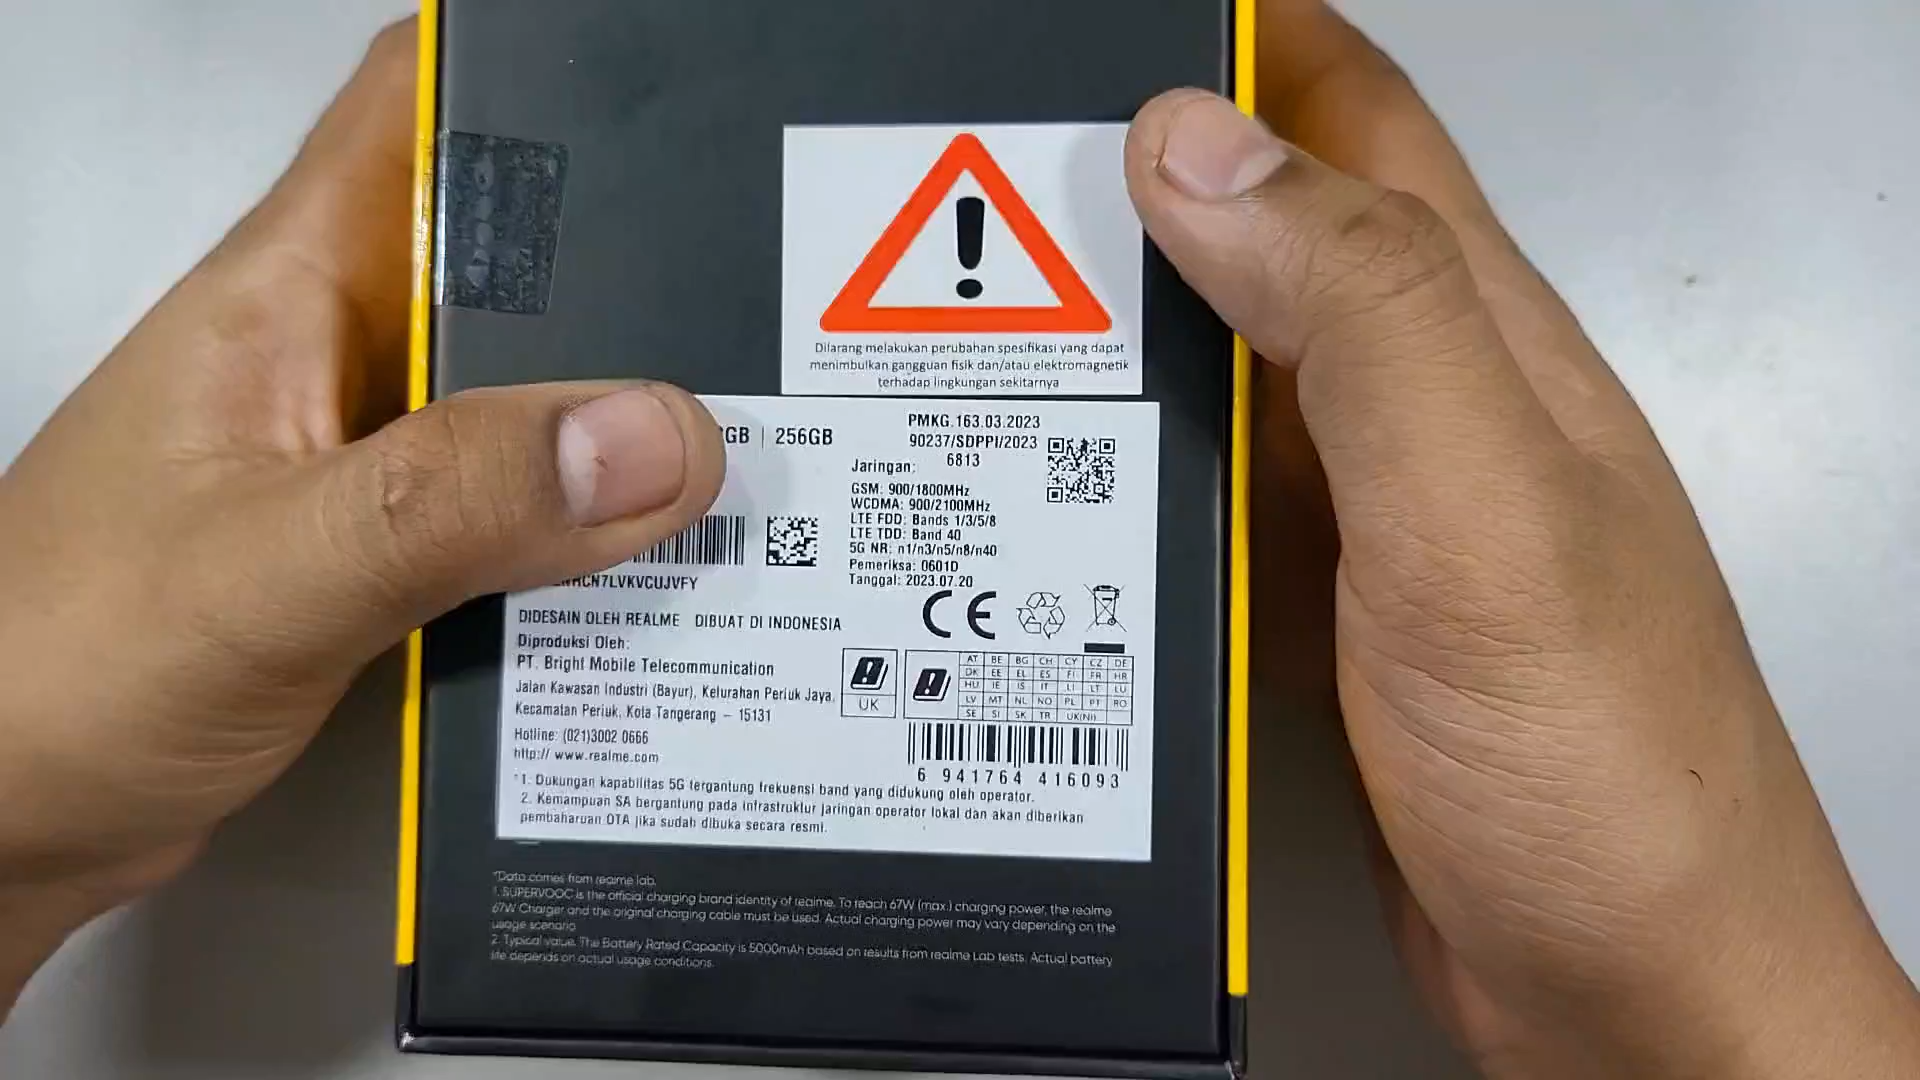 Dilarang melakukan perubahan spesifikasi yang dapat
menimbulkan gangguan fisik dan/atau elektromagnetik
terhadap lingkungan sekitarnya
GB | 256GB
PMKG.163.03.2023
90237/SDPPI/2023
6813
Jaringan:
GSM: 900/1800MHz
WCDMA: 900/2100MHz
LTE FDD: Bands 1/3/5/8
LTE TDD: Band 40
5G NR: n1/n3/n5/n8/n40
Pemeriksa: 0601D
Tanggal: 2023.07.20
CN7LVKVCUJVFY
CE
DIDESAIN OLEH REALME DIBUAT DI INDONESIA
Diproduksi Oleh:
PT. Bright Mobile Telecommunication
Jalan Kawasan Industri (Bayur), Kelurahan Periuk Jaya,
Kecamatan Periuk, Kota Tangerang – 15131
Hotline: (021)3002 0666
http:// www.realme.com
UK
AT BE BG CH CY CZ DE
DK EE EL ES FI FR HR
HU IE IS IT LI LT LU
LV MT NL NO PL PT RO
SE SI SK TR UK(NI)
6 941764 416093
*1. Dukungan kapabilitas 5G tergantung frekuensi band yang didukung oleh operator.
2. Kemampuan SA bergantung pada infrastruktur jaringan operator lokal dan akan diberikan
pembaharuan OTA jika sudah dibuka secara resmi.
*Data comes from realme lab.
1. SUPERVOOC is the official charging brand identity of realme. To reach 67W (max.) charging power, the realme
67W Charger and the original charging cable must be used. Actual charging power may vary depending on the
usage scenario.
2. Typical value. The Battery Rated Capacity is 5000mAh based on results from realme Lab tests. Actual battery
life depends on actual usage conditions.